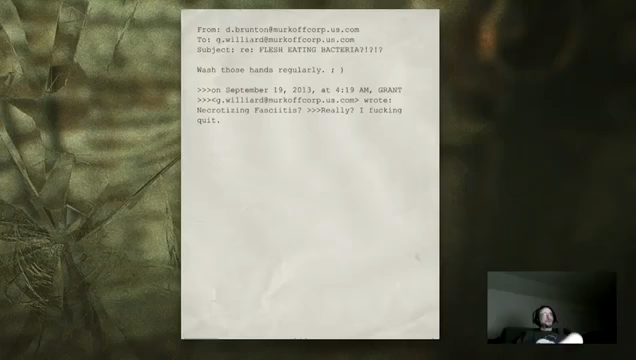 From: d.brunton@murkoffcorp.us.com
To: g.williard@murkoffcorp.us.com
Subject: re: FLESH EATING BACTERIA?!?!?
Wash those hands regularly. ; )
>>>on September 19, 2013, at 4:19 AM, GRANT
>>><g.williard@murkoffcorp.us.com> wrote:
Necrotizing Fasciitis? >>>Really? I fucking
quit.